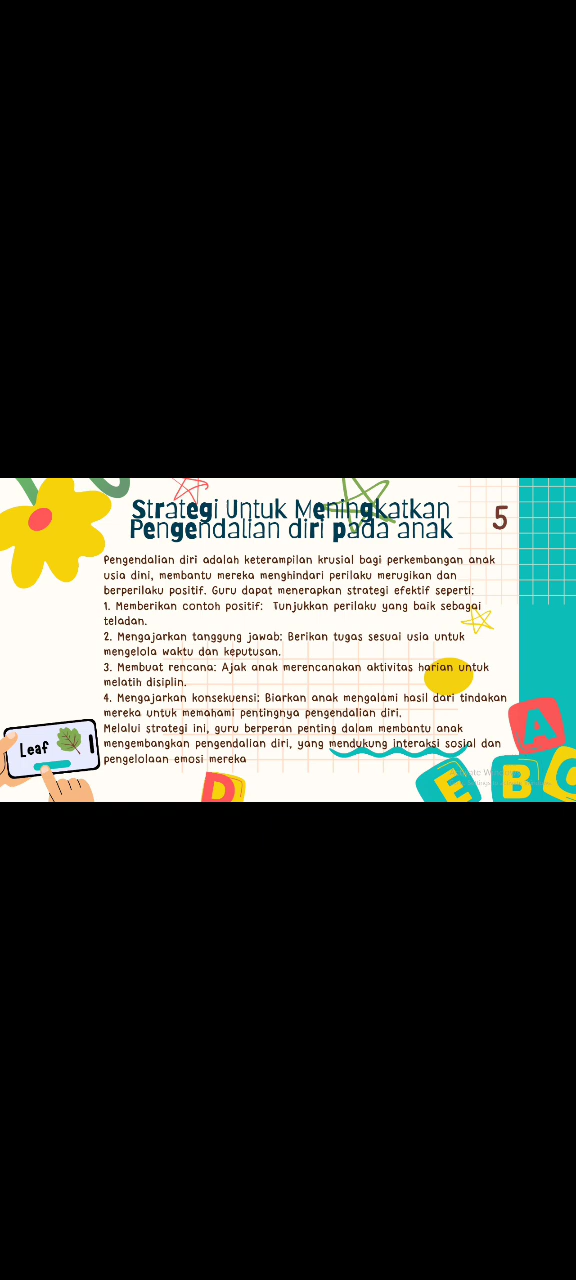 Strategi Untuk Meningkatkan
Pengendalian diri pada anak
5
Pengendalian diri adalah keterampilan krusial bagi perkembangan anak
usia dini, membantu mereka menghindari perilaku merugikan dan
berperilaku positif. Guru dapat menerapkan strategi efektif seperti:
1. Memberikan contoh positif: Tunjukkan perilaku yang baik sebagai
teladan.
2. Mengajarkan tanggung jawab: Berikan tugas sesuai usia untuk
mengelola waktu dan keputusan.
3. Membuat rencana: Ajak anak merencanakan aktivitas harian untuk
melatih disiplin.
4. Mengajarkan konsekuensi: Biarkan anak mengalami hasil dari tindakan
mereka untuk memahami pentingnya pengendalian diri.
Melalui strategi ini, guru berperan penting dalam membantu anak
mengembangkan pengendalian diri, yang mendukung interaksi sosial dan
pengelolaan emosi mereka
Leaf
A
D
E
B
C